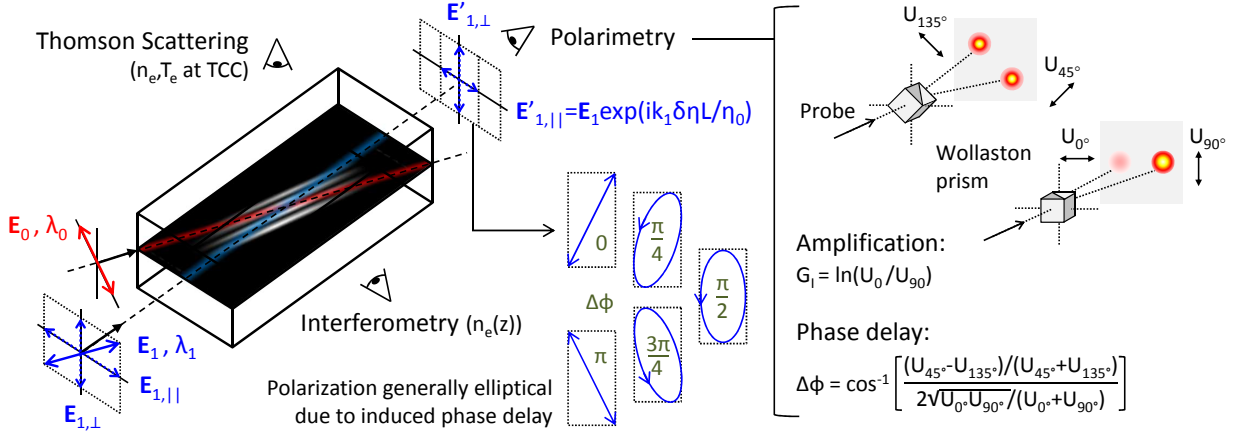 Thomson Scattering
(nₑ,Tₑ at TCC)
E'₁,⊥
Polarimetry
E'₁,||=E₁exp(ik₁δηL/η₀)
E₀ , λ₀
E₁ , λ₁
E₁,||
E₁,⊥
Interferometry (nₑ(z))
Polarization generally elliptical
due to induced phase delay
0
π/4
Δϕ
π/2
π
3π/4
U₁₃₅°
U₄₅°
Probe
U₀°
U₉₀°
Wollaston
prism
Amplification:
G_I = ln(U₀/U₉₀)
Phase delay:
Δϕ = cos⁻¹ [ (U₄₅°-U₁₃₅°)/(U₄₅°+U₁₃₅°) / 2√U₀°U₉₀°/(U₀°+U₉₀°) ]